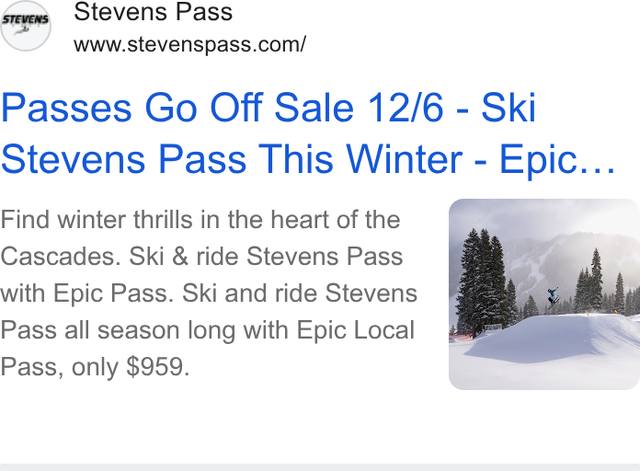 STEVENS
Stevens Pass
www.stevenspass.com/
Passes Go Off Sale 12/6 - Ski
Stevens Pass This Winter - Epic…
Find winter thrills in the heart of the
Cascades. Ski & ride Stevens Pass
with Epic Pass. Ski and ride Stevens
Pass all season long with Epic Local
Pass, only $959.